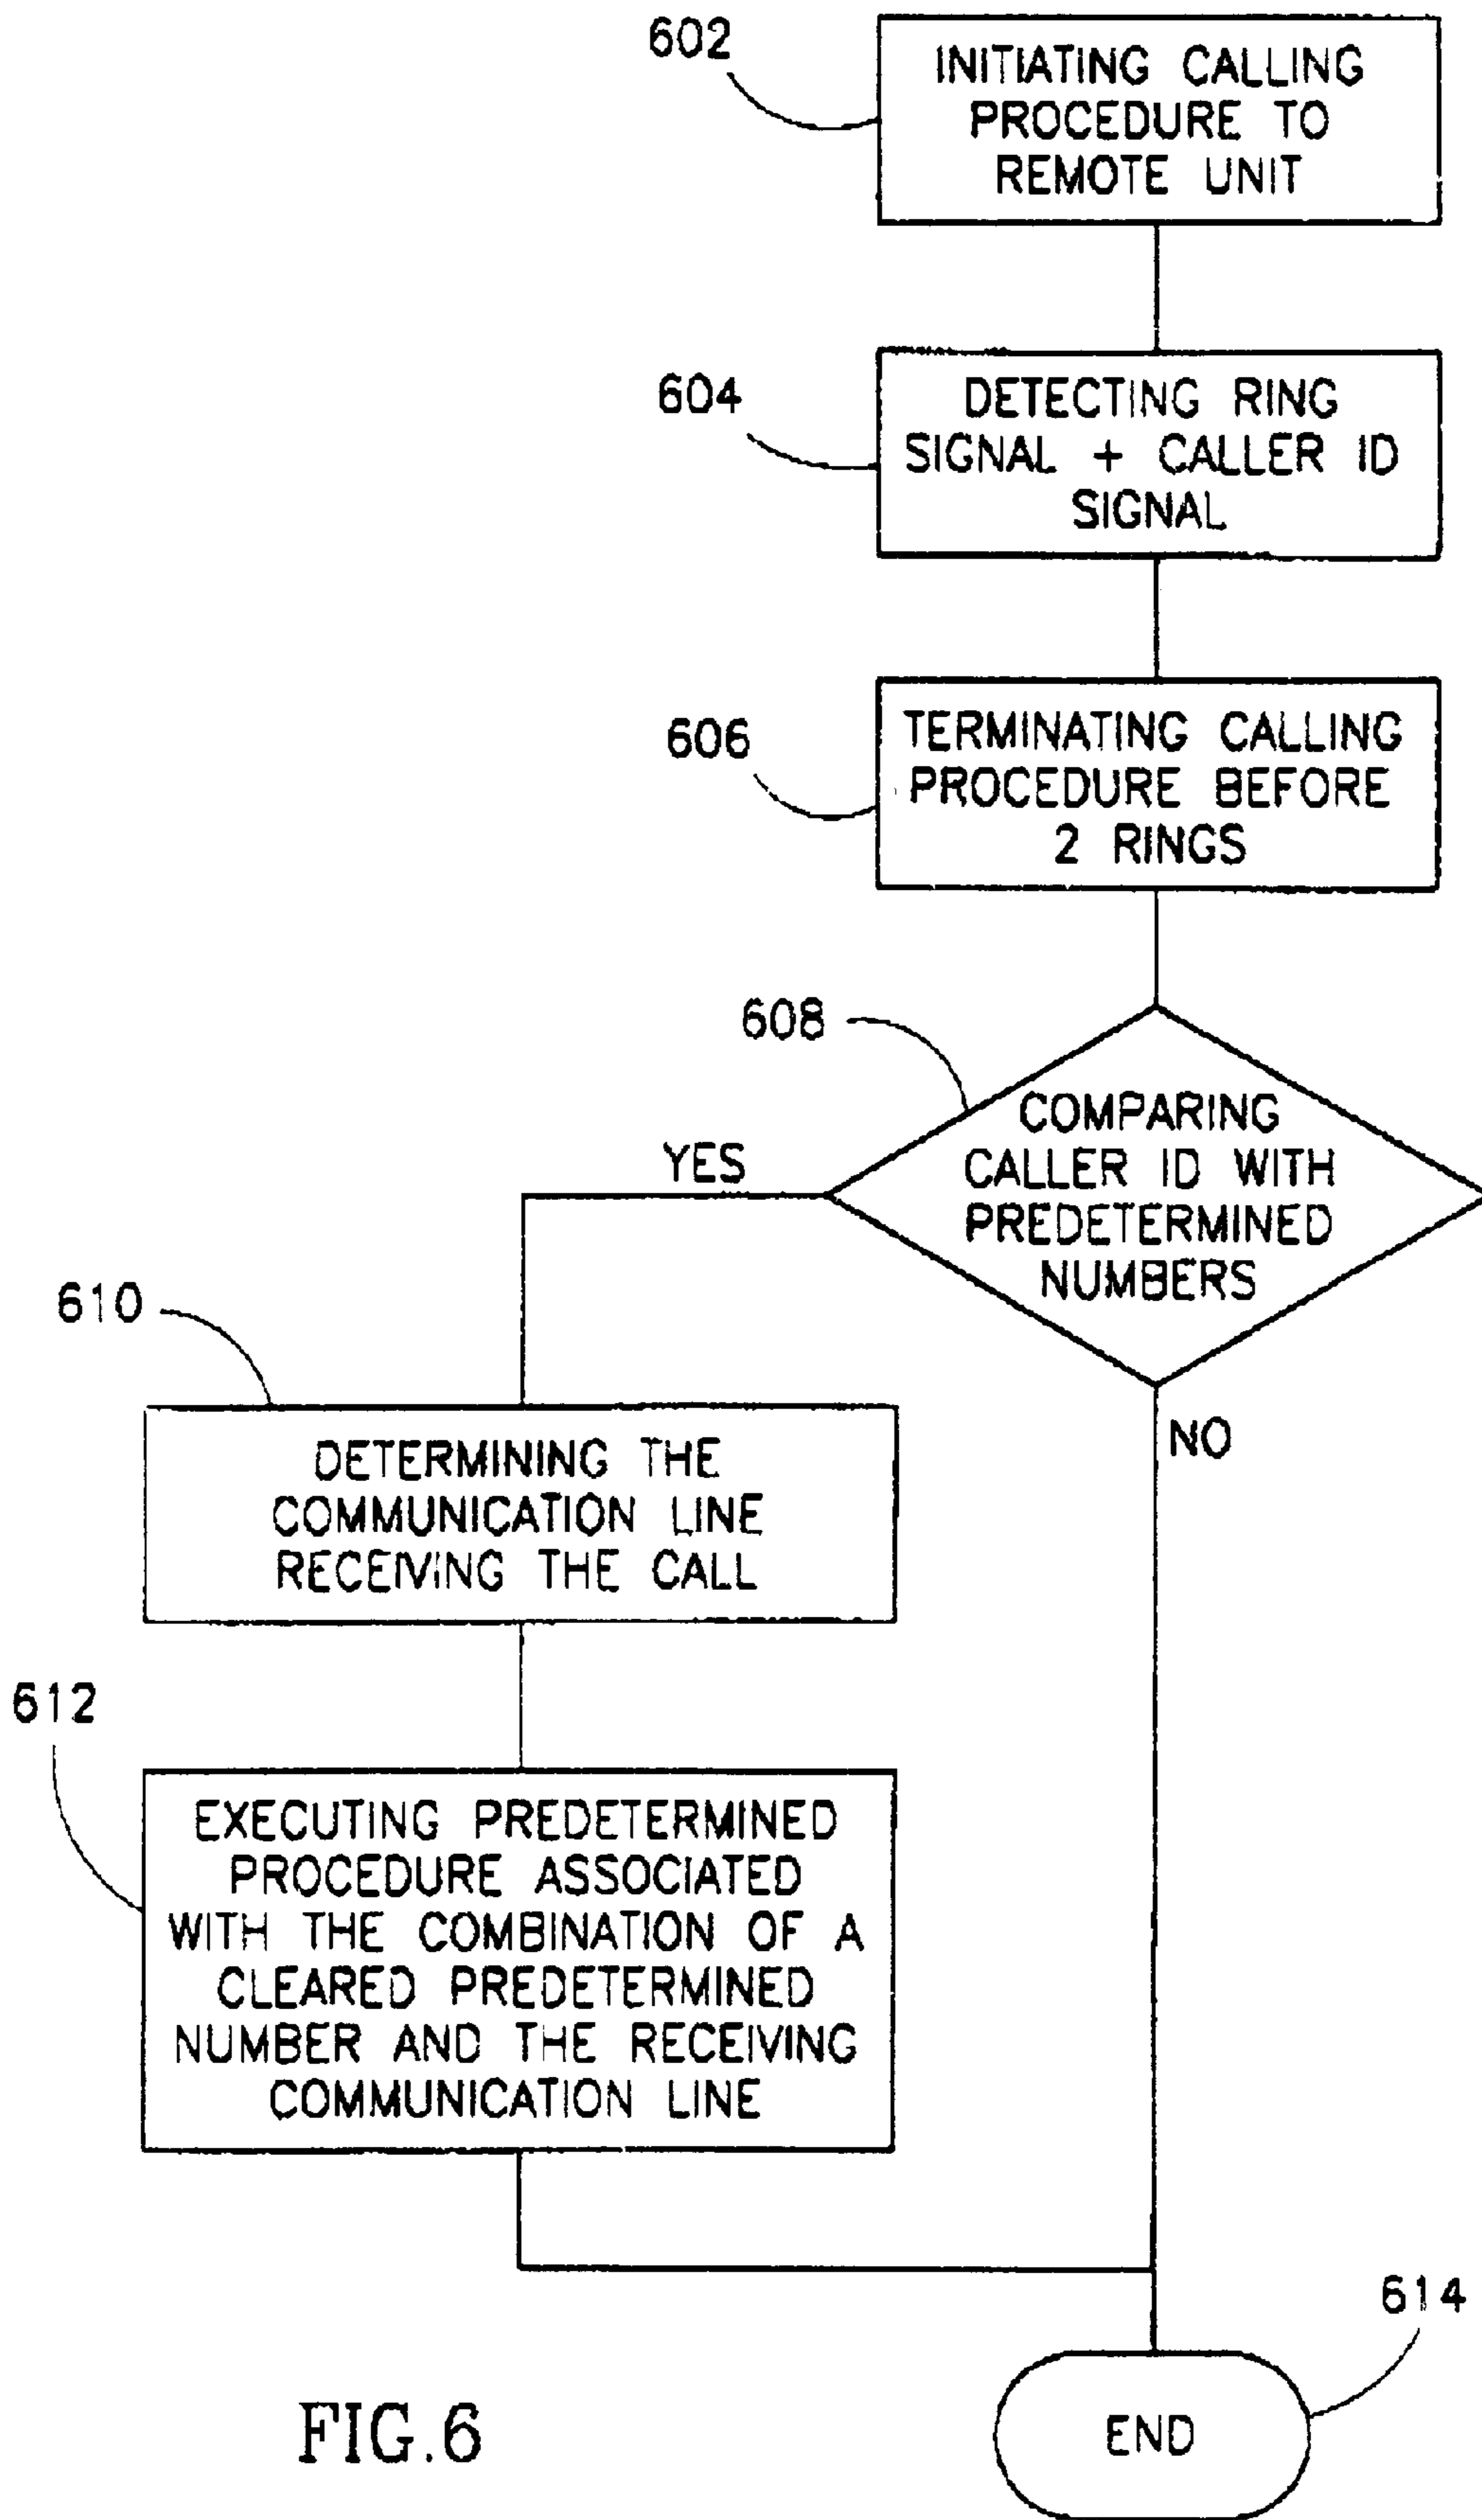 602
INITIATING CALLING
PROCEDURE TO
REMOTE UNIT
604
DETECTING RING
SIGNAL + CALLER ID
SIGNAL
606
TERMINATING CALLING
PROCEDURE BEFORE
2 RINGS
608
COMPARING
CALLER ID WITH
PREDETERMINED
NUMBERS
YES
NO
610
DETERMINING THE
COMMUNICATION LINE
RECEIVING THE CALL
612
EXECUTING PREDETERMINED
PROCEDURE ASSOCIATED
WITH THE COMBINATION OF A
CLEARED PREDETERMINED
NUMBER AND THE RECEIVING
COMMUNICATION LINE
614
END
FIG.6